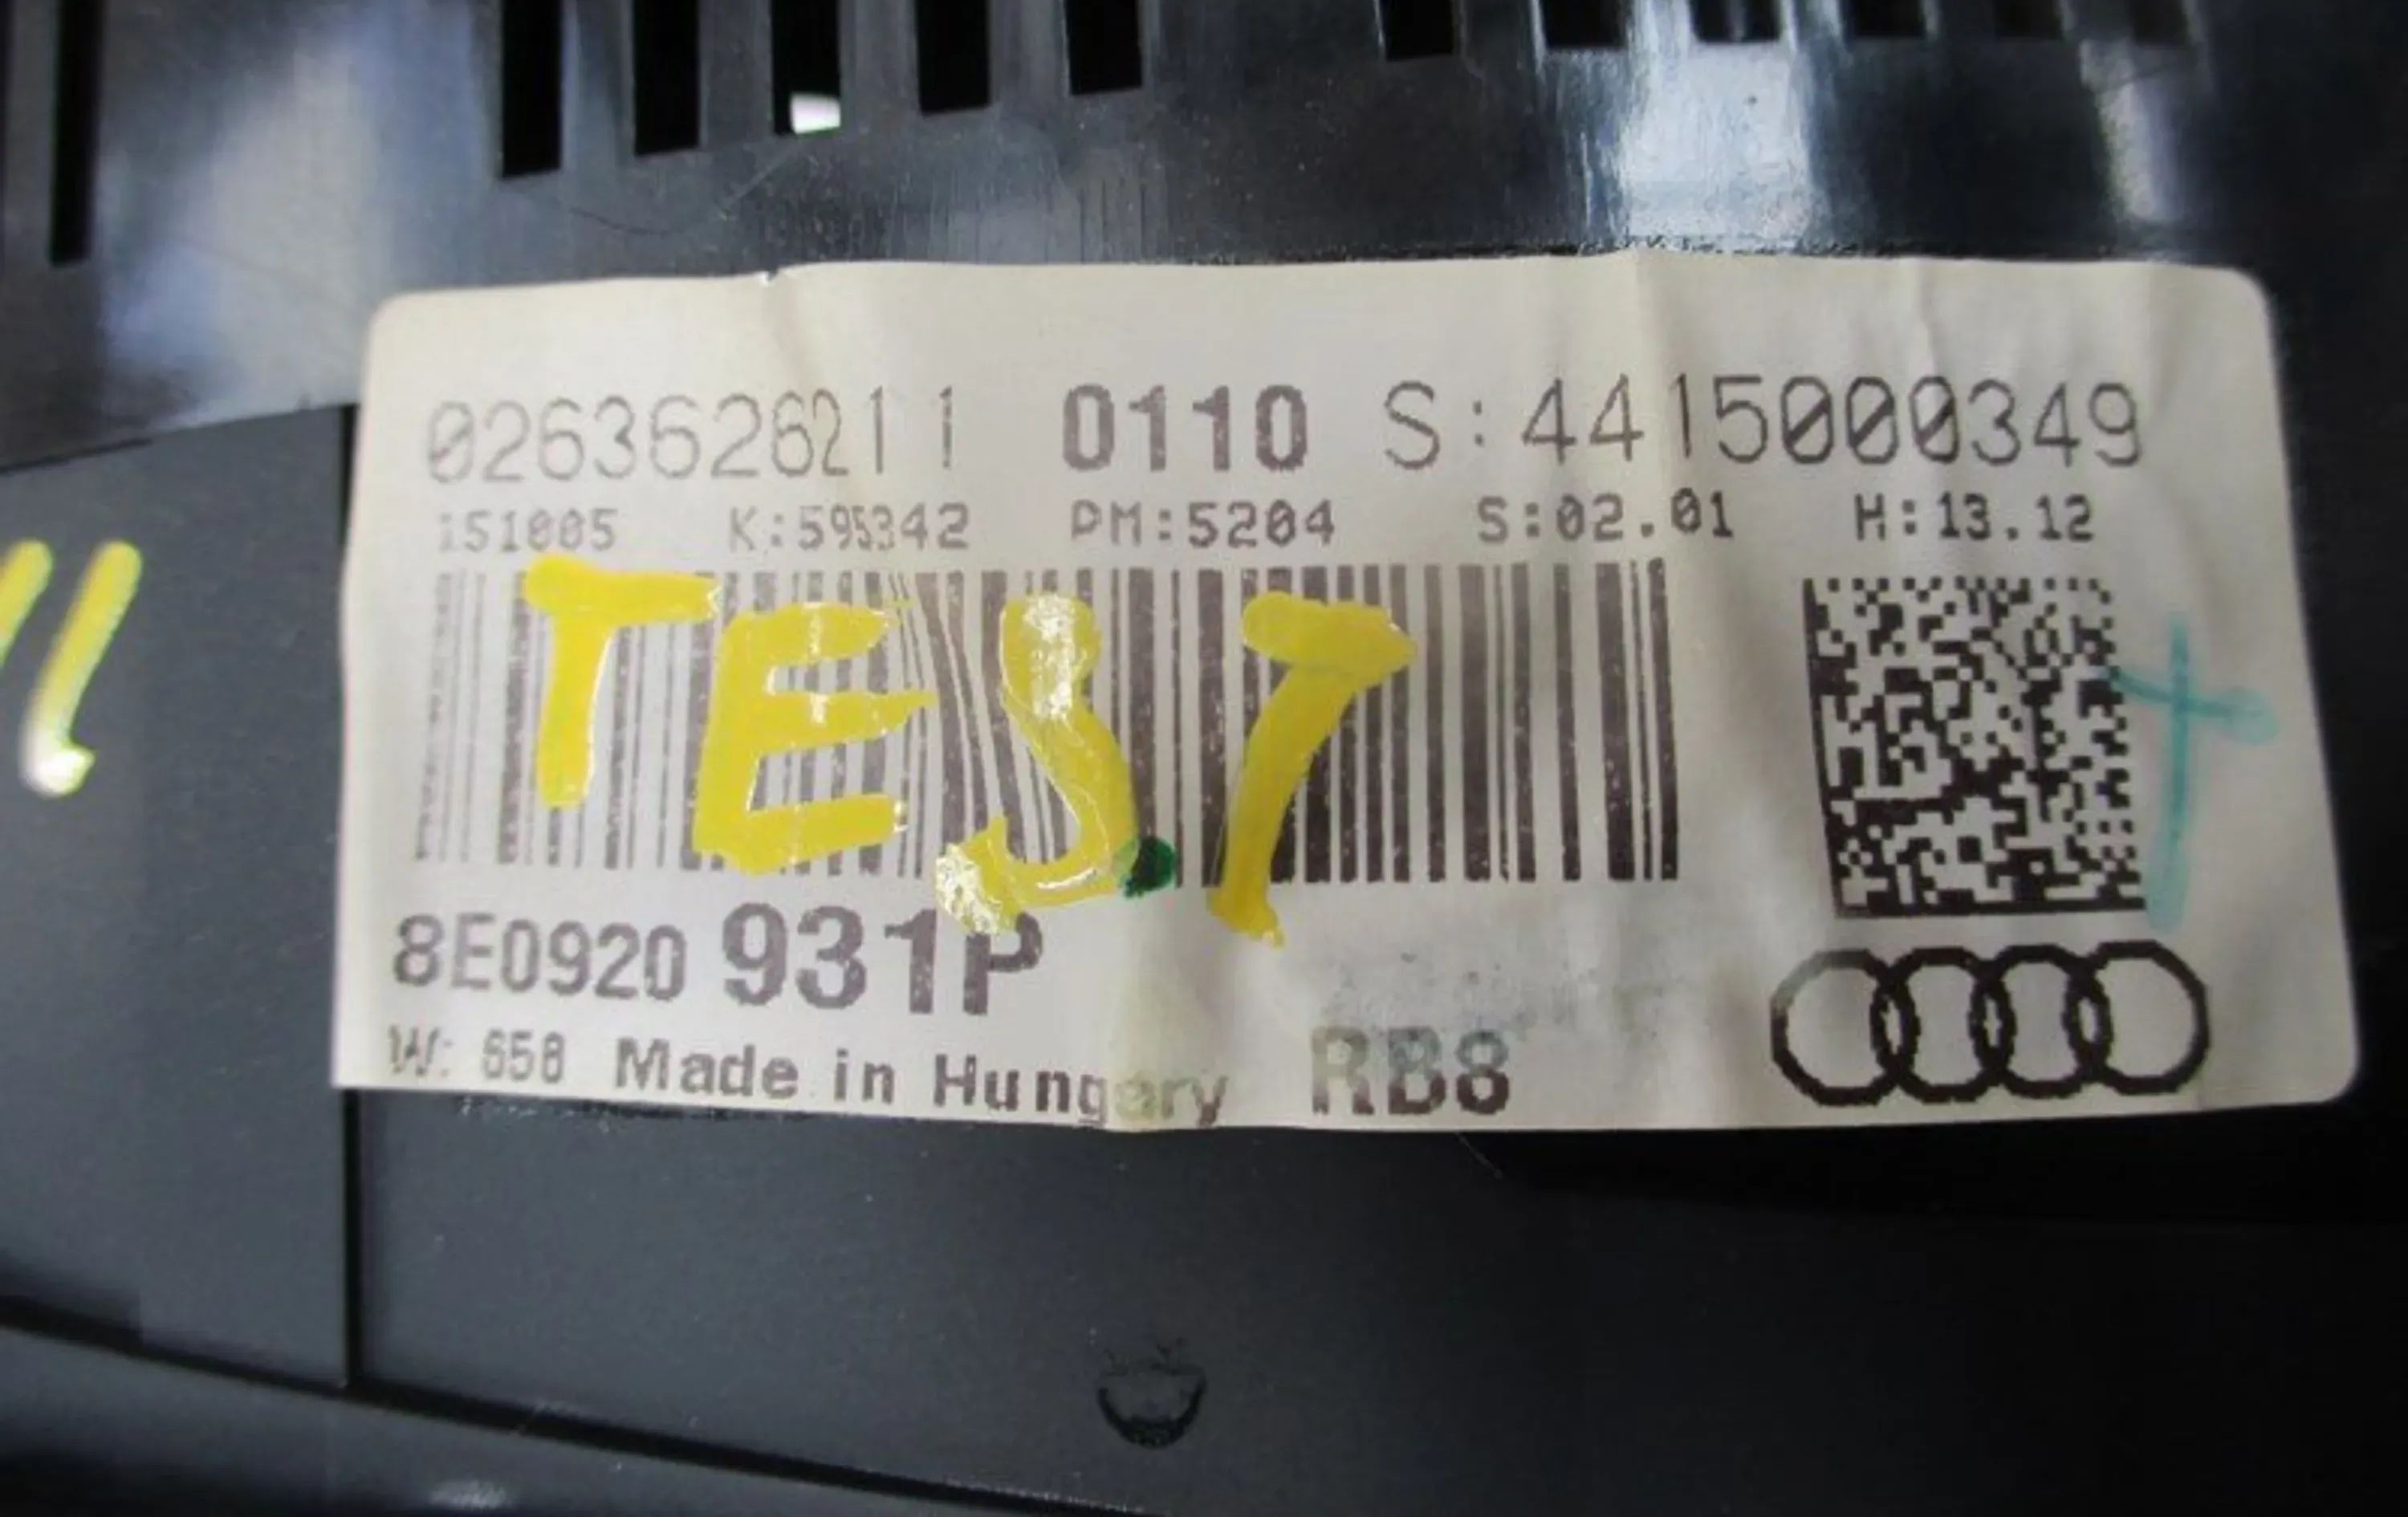 0263626211 0110 S:4415000349
151005 K:595342 PM:5204 S:02.01 H:13.12
TEST
8E0920 931P
W: 658 Made in Hungary RB8